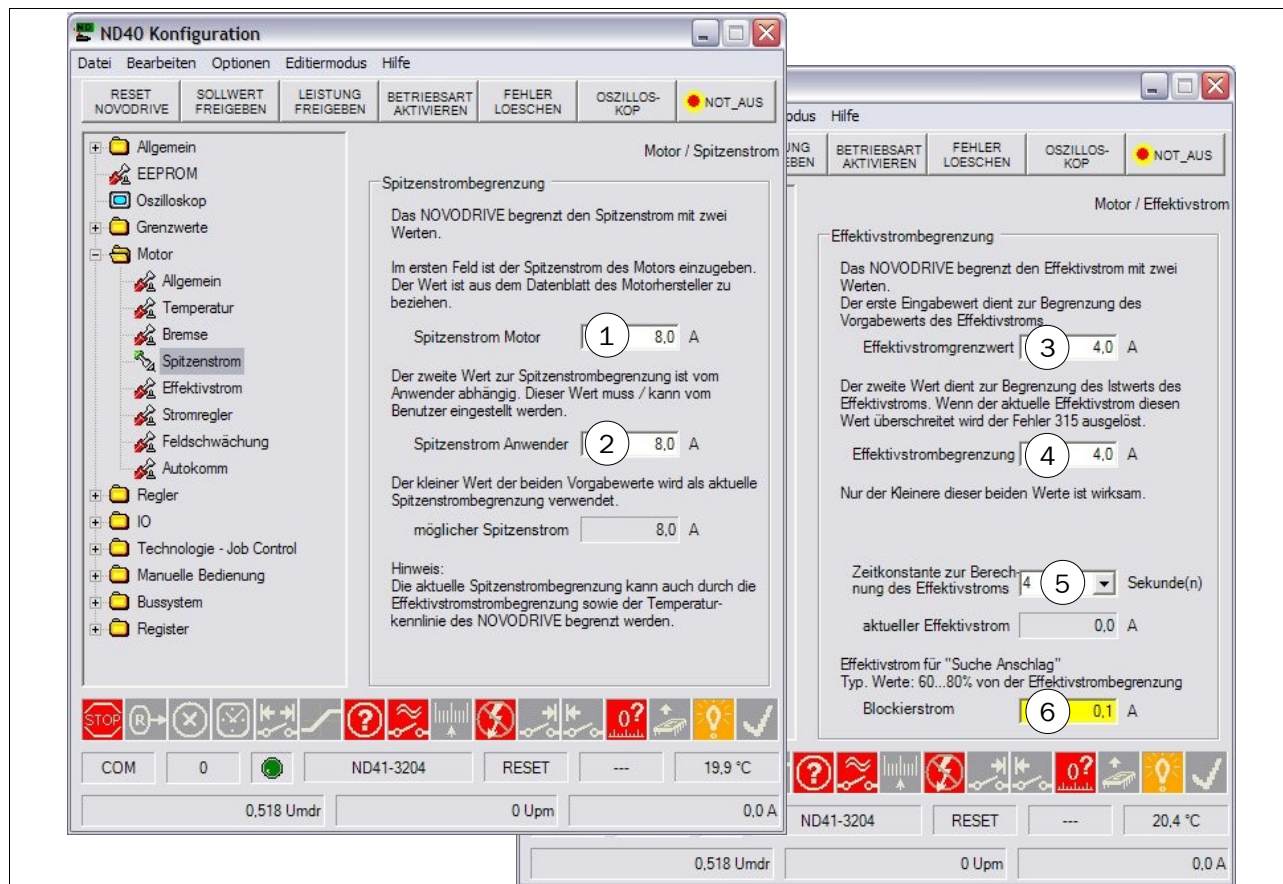 ND40 Konfiguration
Datei Bearbeiten Optionen Editiermodus Hilfe
RESET NOVODRIVE
SOLLWERT FREIGEBEN
LEISTUNG FREIGEBEN
BETRIEBSART AKTIVIEREN
FEHLER LOESCHEN
OSZILLOS-KOP
NOT_AUS
Allgemein
EEPROM
Oszilloskop
Grenzwerte
Motor
Allgemein
Temperatur
Bremse
Spitzenstrom
Effektivstrom
Stromregler
Feldschwächung
Autokomm
Regler
IO
Technologie - Job Control
Manuelle Bedienung
Bussystem
Register
Motor / Spitzenstrom
Spitzenstrombegrenzung
Das NOVODRIVE begrenzt den Spitzenstrom mit zwei
Werten.
Im ersten Feld ist der Spitzenstrom des Motors einzugeben.
Der Wert ist aus dem Datenblatt des Motorhersteller zu
beziehen.
Spitzenstrom Motor 1 8,0 A
Der zweite Wert zur Spitzenstrombegrenzung ist vom
Anwender abhängig. Dieser Wert muss / kann vom
Benutzer eingestellt werden.
Spitzenstrom Anwender 2 8,0 A
Der kleiner Wert der beiden Vorgabewerte wird als aktuelle
Spitzenstrombegrenzung verwendet.
möglicher Spitzenstrom 8,0 A
Hinweis:
Die aktuelle Spitzenstrombegrenzung kann auch durch die
Effektivstromstrombegrenzung sowie der Temperatur-
kennlinie des NOVODRIVE begrenzt werden.
STOP R ? 0?
COM 0 ND41-3204 RESET --- 19,9 °C
0,518 Umdr 0 Upm 0,0 A
odus Hilfe
NG
BEN
BETRIEBSART AKTIVIEREN
FEHLER LOESCHEN
OSZILLOS-KOP
NOT_AUS
Motor / Effektivstrom
Effektivstrombegrenzung
Das NOVODRIVE begrenzt den Effektivstrom mit zwei
Werten.
Der erste Eingabewert dient zur Begrenzung des
Vorgabewerts des Effektivstroms
Effektivstromgrenzwert 3 4,0 A
Der zweite Wert dient zur Begrenzung des Istwerts des
Effektivstroms. Wenn der aktuelle Effektivstrom diesen
Wert überschreitet wird der Fehler 315 ausgelöst.
Effektivstrombegrenzung 4 4,0 A
Nur der Kleinere dieser beiden Werte ist wirksam.
Zeitkonstante zur Berech-
nung des Effektivstroms 4 5 Sekunde(n)
aktueller Effektivstrom 0,0 A
Effektivstrom für "Suche Anschlag"
Typ. Werte: 60...80% von der Effektivstrombegrenzung
Blockierstrom 6 0,1 A
? 0?
ND41-3204 RESET --- 20,4 °C
0,518 Umdr 0 Upm 0,0 A